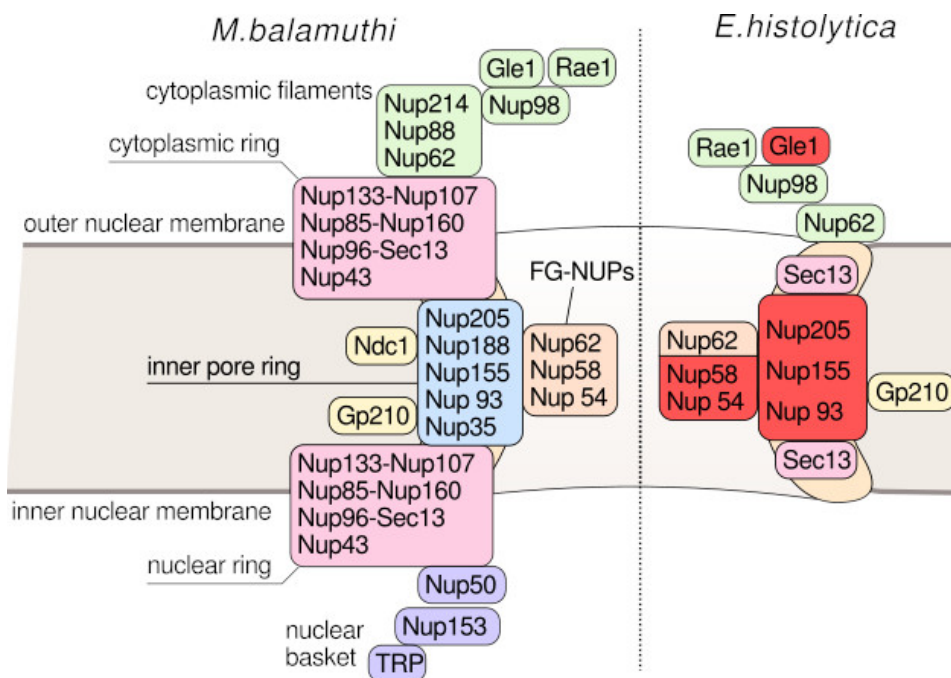 M.balamuthi
E.histolytica
cytoplasmic filaments
Gle1
Rae1
Nup98
Nup214
Nup88
Nup62
cytoplasmic ring
Nup133-Nup107
Nup85-Nup160
Nup96-Sec13
Nup43
outer nuclear membrane
FG-NUPs
Ndc1
inner pore ring
Gp210
Nup205
Nup188
Nup155
Nup 93
Nup35
Nup62
Nup58
Nup 54
Nup133-Nup107
Nup85-Nup160
Nup96-Sec13
Nup43
inner nuclear membrane
nuclear ring
Nup50
Nup153
TRP
nuclear
basket
Rae1
Gle1
Nup98
Nup62
Sec13
Nup62
Nup58
Nup 54
Nup205
Nup155
Nup 93
Gp210
Sec13